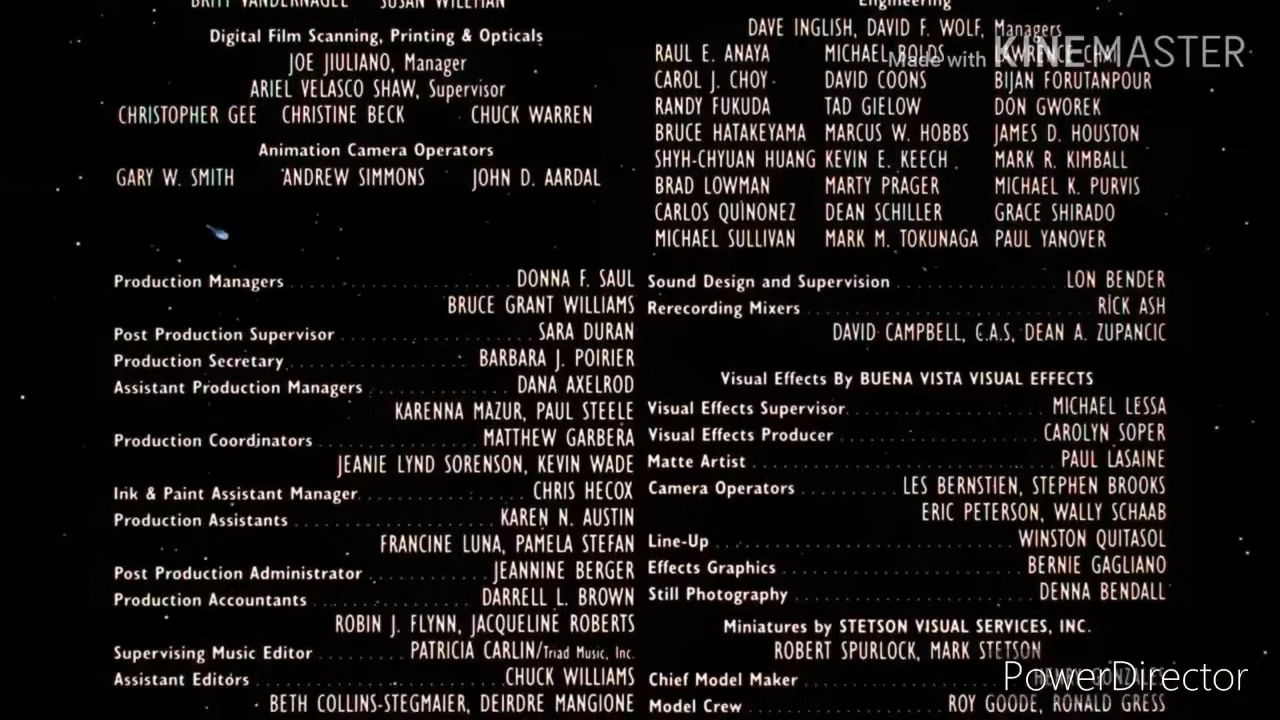 BRITT VANDERNAGEL SUSAN WILEMAN
Digital Film Scanning, Printing & Opticals
JOE JIULIANO, Manager
ARIEL VELASCO SHAW, Supervisor
CHRISTOPHER GEE CHRISTINE BECK CHUCK WARREN
Animation Camera Operators
GARY W. SMITH ANDREW SIMMONS JOHN D. AARDAL
Production Managers DONNA F. SAUL
BRUCE GRANT WILLIAMS
Post Production Supervisor SARA DURAN
Production Secretary BARBARA J. POIRIER
Assistant Production Managers DANA AXELROD
KARENNA MAZUR, PAUL STEELE
Production Coordinators MATTHEW GARBERA
JEANIE LYND SORENSON, KEVIN WADE
Ink & Paint Assistant Manager CHRIS HECOX
Production Assistants KAREN N. AUSTIN
FRANCINE LUNA, PAMELA STEFAN
Post Production Administrator JEANNINE BERGER
Production Accountants DARRELL L. BROWN
ROBIN J. FLYNN, JACQUELINE ROBERTS
Supervising Music Editor PATRICIA CARLIN/Triad Music, Inc.
Assistant Editors CHUCK WILLIAMS
BETH COLLINS-STEGMAIER, DEIRDRE MANGIONE
Engineering
DAVE INGLISH, DAVID F. WOLF, Managers
RAUL E. ANAYA MICHAEL BOLDS
Made with KINEMASTER
CAROL J. CHOY DAVID COONS BIJAN FORUTANPOUR
RANDY FUKUDA TAD GIELOW DON GWOREK
BRUCE HATAKEYAMA MARCUS W. HOBBS JAMES D. HOUSTON
SHYH-CHYUAN HUANG KEVIN E. KEECH MARK R. KIMBALL
BRAD LOWMAN MARTY PRAGER MICHAEL K. PURVIS
CARLOS QUINONEZ DEAN SCHILLER GRACE SHIRADO
MICHAEL SULLIVAN MARK M. TOKUNAGA PAUL YANOVER
Sound Design and Supervision LON BENDER
Rerecording Mixers RICK ASH
DAVID CAMPBELL, C.A.S, DEAN A. ZUPANCIC
Visual Effects By BUENA VISTA VISUAL EFFECTS
Visual Effects Supervisor MICHAEL LESSA
Visual Effects Producer CAROLYN SOPER
Matte Artist PAUL LASAINE
Camera Operators LES BERNSTIEN, STEPHEN BROOKS
ERIC PETERSON, WALLY SCHAAB
Line-Up WINSTON QUITASOL
Effects Graphics BERNIE GAGLIANO
Still Photography DENNA BENDALL
Miniatures by STETSON VISUAL SERVICES, INC.
ROBERT SPURLOCK, MARK STETSON
Chief Model Maker
PowerDirector
Model Crew ROY GOODE, RONALD GRESS